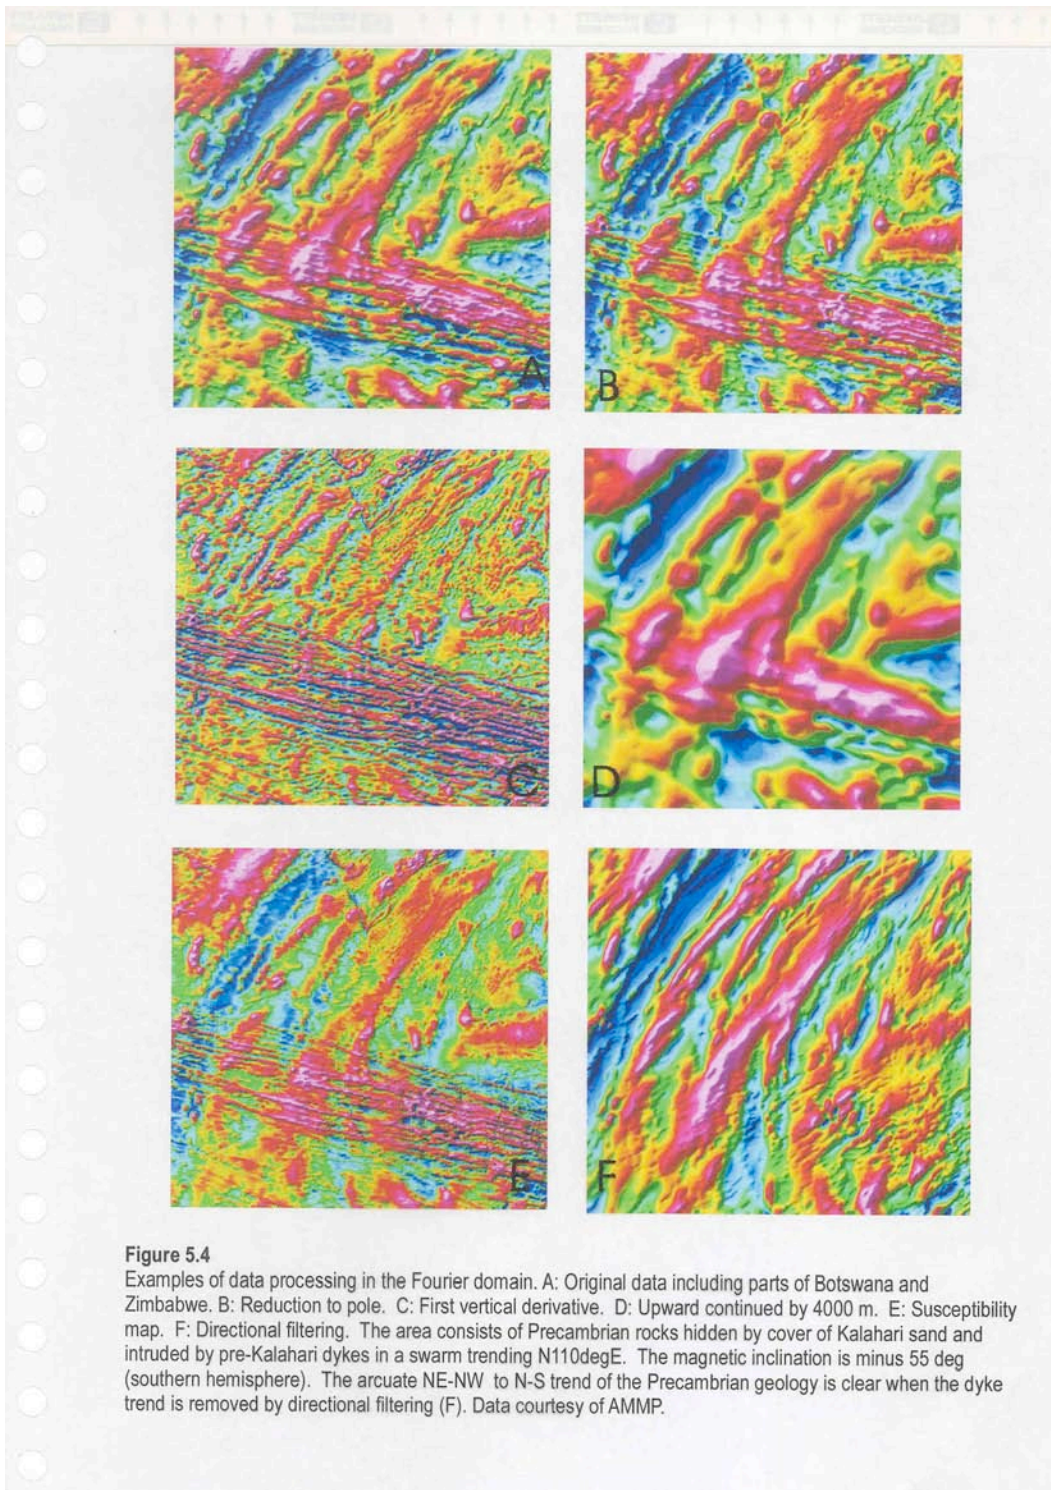 A
B
C
D
E
F
Figure 5.4
Examples of data processing in the Fourier domain. A: Original data including parts of Botswana and
Zimbabwe. B: Reduction to pole. C: First vertical derivative. D: Upward continued by 4000 m. E: Susceptibility
map. F: Directional filtering. The area consists of Precambrian rocks hidden by cover of Kalahari sand and
intruded by pre-Kalahari dykes in a swarm trending N110degE. The magnetic inclination is minus 55 deg
(southern hemisphere). The arcuate NE-NW to N-S trend of the Precambrian geology is clear when the dyke
trend is removed by directional filtering (F). Data courtesy of AMMP.